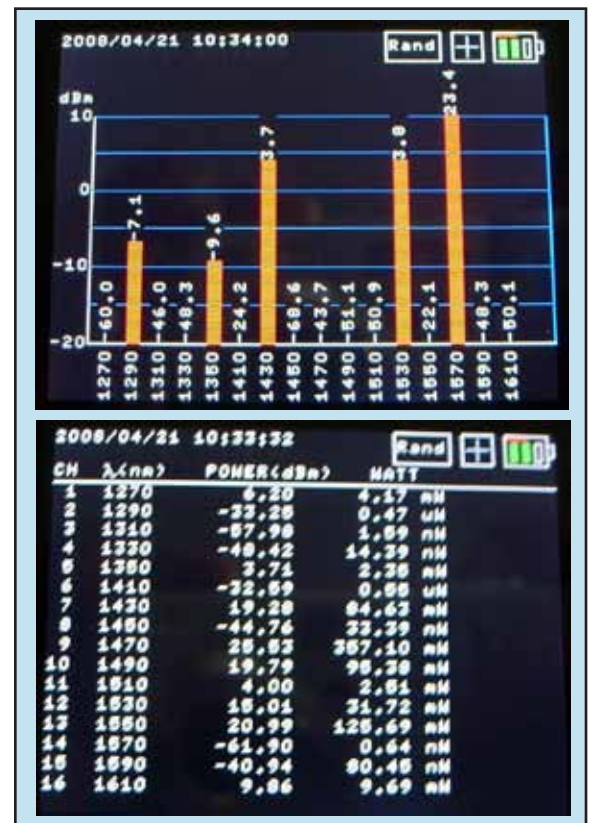 2008/04/21 10:34:00 Rand
dBm
10
0
-10
-20
-60.0 -7.1 -46.0 -48.3 -9.6 -24.2 3.7 -68.6 -43.7 -51.1 -50.9 3.8 -22.1 23.4 -48.3 -50.1
1270 1290 1310 1330 1350 1410 1430 1450 1470 1490 1510 1530 1550 1570 1590 1610
2008/04/21 10:33:32 Rand
CH λ(nm) POWER(dBm) WATT
1 1270 6,20 4,17 mW
2 1290 -33,25 0,47 uW
3 1310 -57,98 1,59 nW
4 1330 -48,42 14,39 nW
5 1350 3,71 2,35 mW
6 1410 -32,59 0,55 uW
7 1430 19,28 84,63 mW
8 1450 -44,76 33,39 nW
9 1470 25,53 357,10 mW
10 1490 19,79 95,38 mW
11 1510 4,00 2,51 mW
12 1530 15,01 31,72 mW
13 1550 20,99 125,69 mW
14 1570 -61,90 0,64 nW
15 1590 -40,94 80,45 nW
16 1610 9,86 9,69 mW